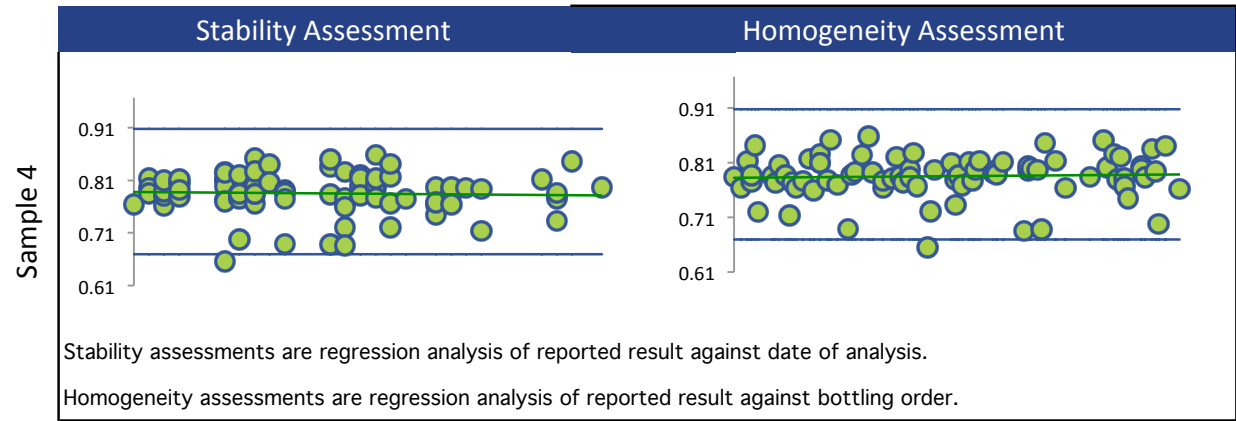 Stability Assessment
Homogeneity Assessment
Sample 4
0.91
0.81
0.71
0.61
0.91
0.81
0.71
0.61
Stability assessments are regression analysis of reported result against date of analysis.
Homogeneity assessments are regression analysis of reported result against bottling order.